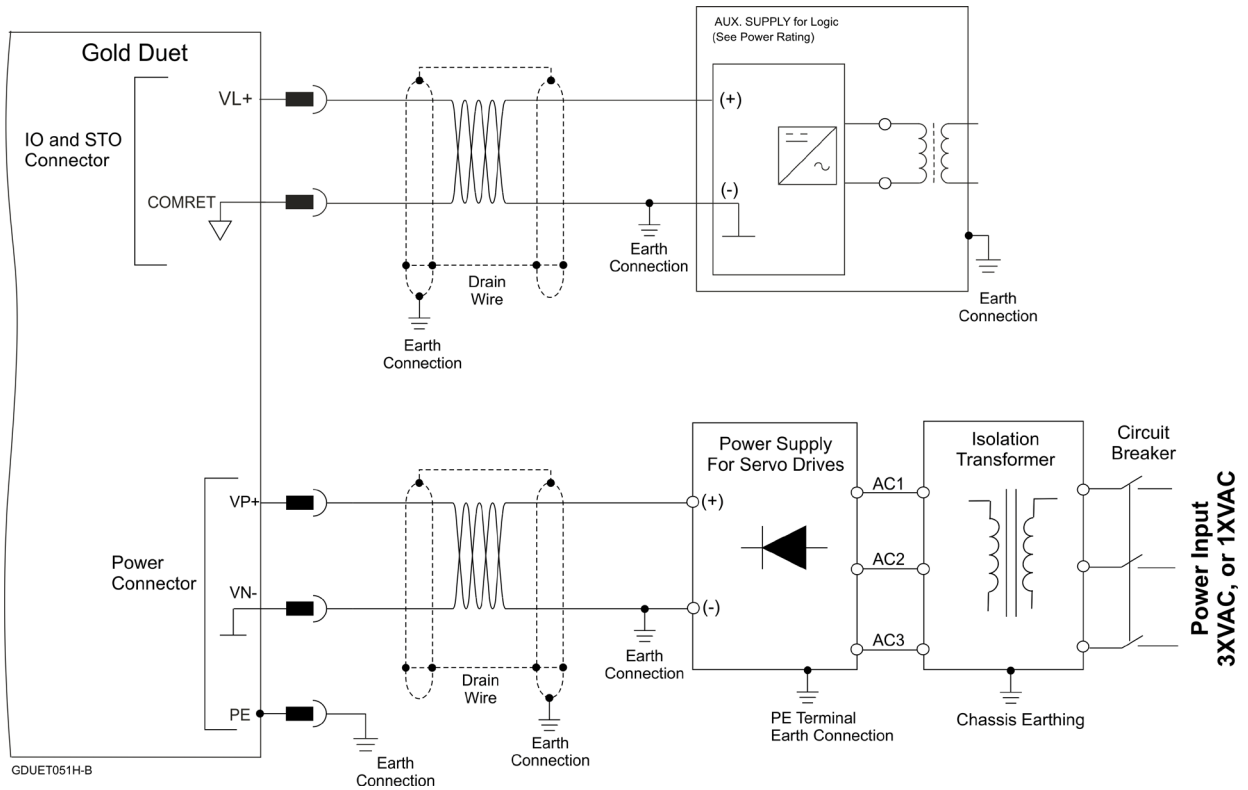 Gold Duet
AUX. SUPPLY for Logic
(See Power Rating)
VL+
(+)
IO and STO
Connector
COMRET
(-)
Earth
Connection
Drain
Wire
Earth
Connection
Earth
Connection
Power Supply
For Servo Drives
Isolation
Transformer
Circuit
Breaker
VP+
(+)
AC1
Power
Connector
AC2
VN-
(-)
AC3
Power Input
3XVAC, or 1XVAC
Earth
Connection
Drain
Wire
PE
PE Terminal
Earth Connection
Chassis Earthing
Earth
Connection
Earth
Connection
GDUET051H-B